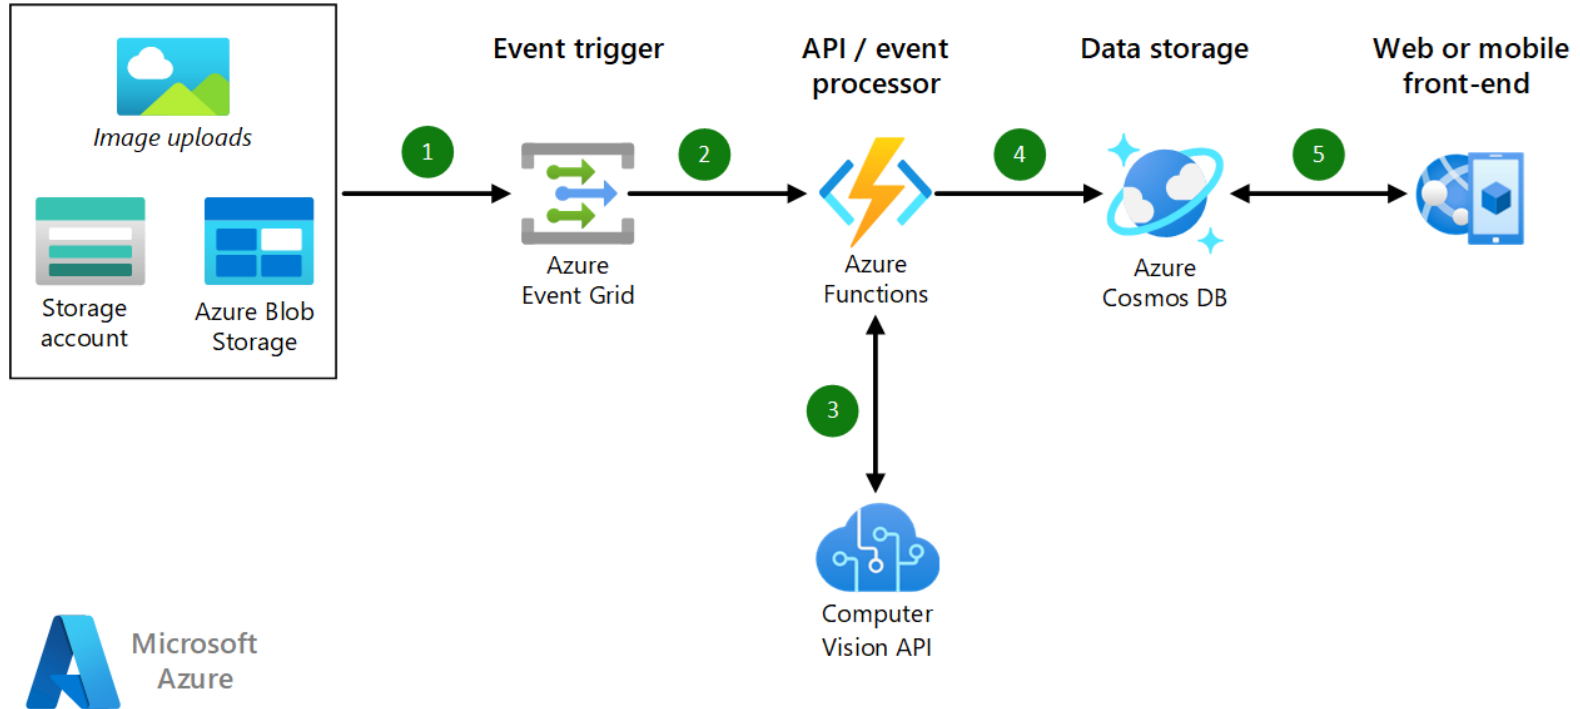 Image uploads
Storage
account
Azure Blob
Storage
1
Event trigger
Azure
Event Grid
2
API / event
processor
Azure
Functions
3
Computer
Vision API
4
Data storage
Azure
Cosmos DB
5
Web or mobile
front-end
Microsoft
Azure